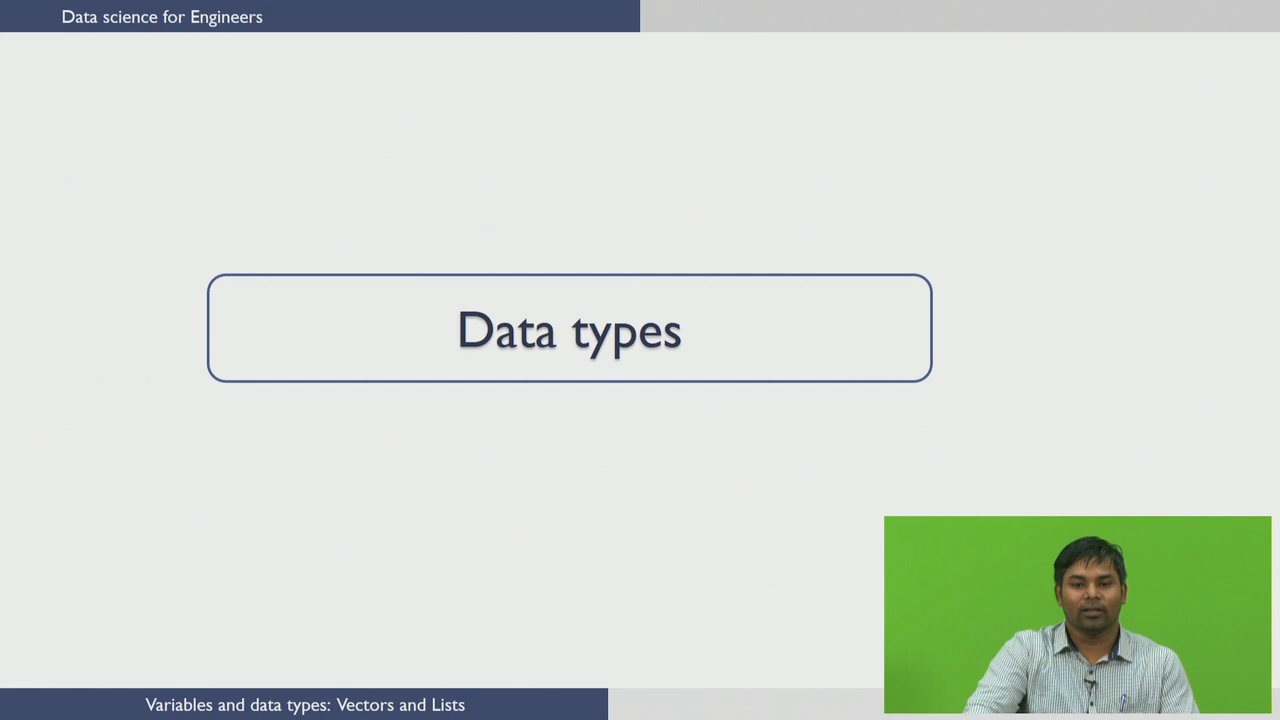 Data science for Engineers
Data types
Variables and data types: Vectors and Lists